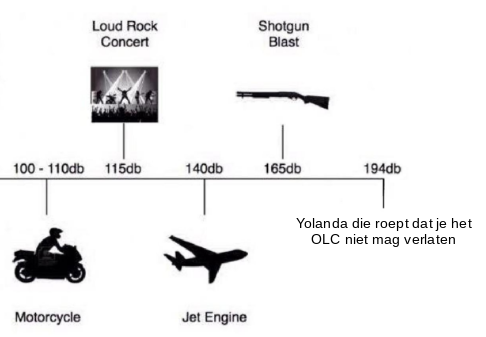 Loud Rock
Concert
Shotgun
Blast
100 - 110db
115db
140db
165db
194db
Yolanda die roept dat je het
OLC niet mag verlaten
Motorcycle
Jet Engine